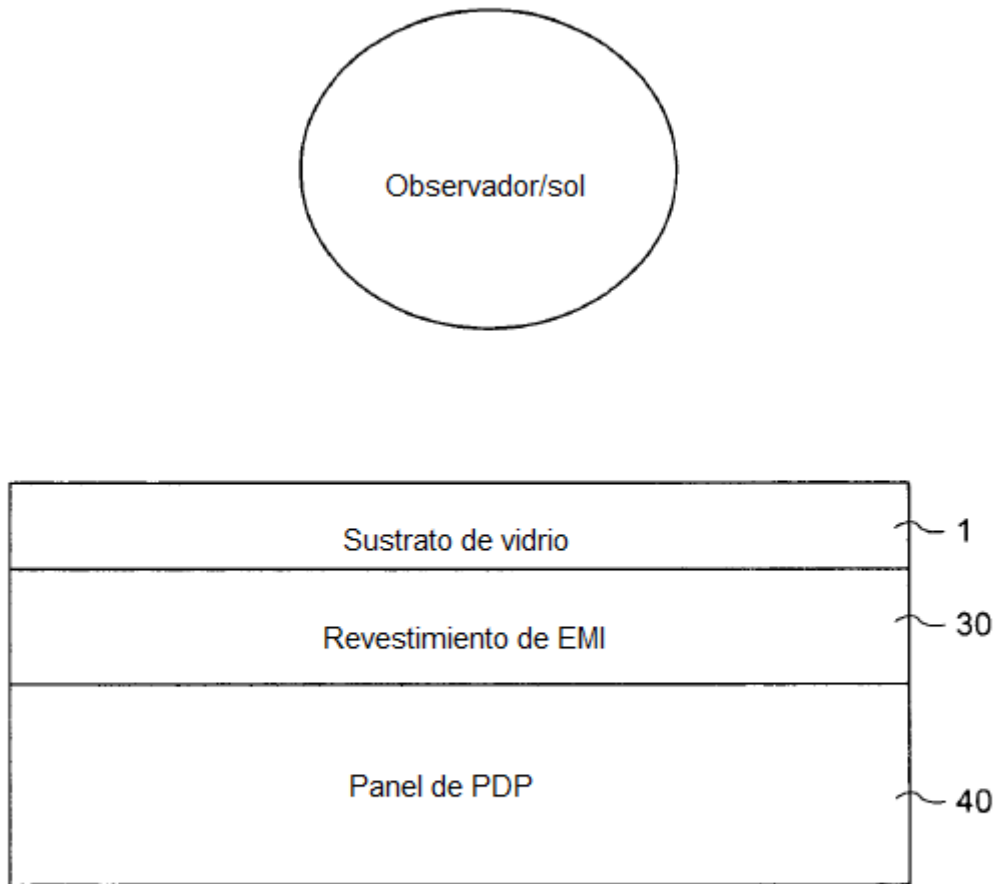 Observador/sol
Sustrato de vidrio
1
Revestimiento de EMI
30
Panel de PDP
40